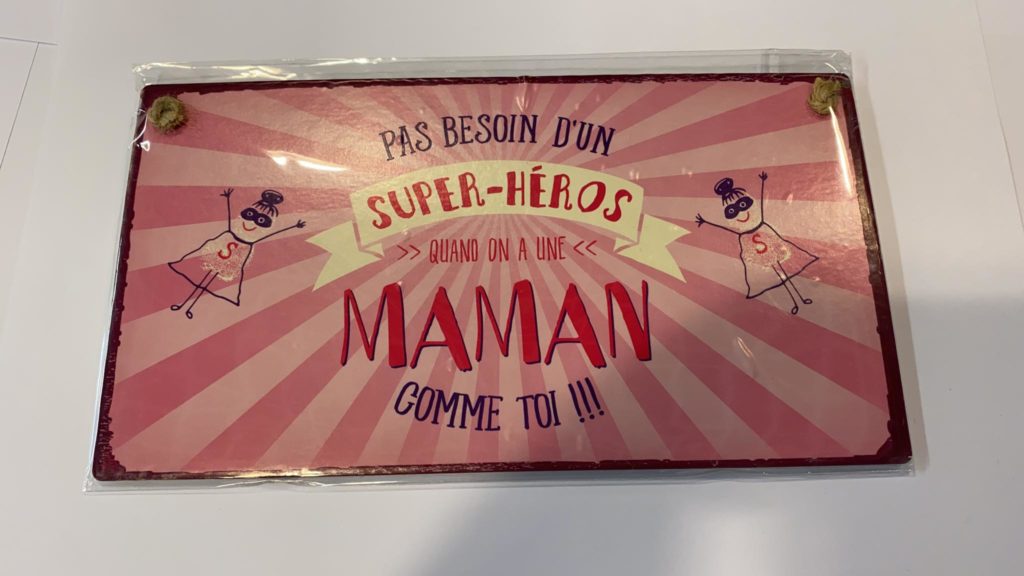 PAS BESOIN D'UN
SUPER-HÉROS
>> QUAND ON A UNE <<
MAMAN
COMME TOI !!!
S
S